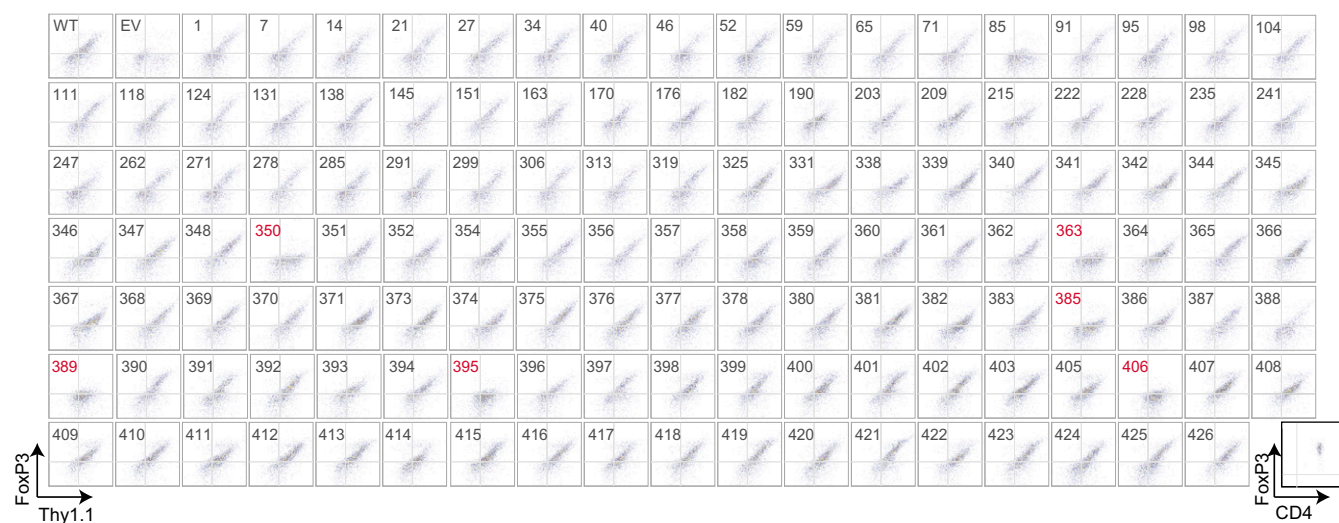 WT EV 1 7 14 21 27 34 40 46 52 59 65 71 85 91 95 98 104
111 118 124 131 138 145 151 163 170 176 182 190 203 209 215 222 228 235 241
247 262 271 278 285 291 299 306 313 319 325 331 338 339 340 341 342 344 345
346 347 348 350 351 352 354 355 356 357 358 359 360 361 362 363 364 365 366
367 368 369 370 371 373 374 375 376 377 378 380 381 382 383 385 386 387 388
389 390 391 392 393 394 395 396 397 398 399 400 401 402 403 405 406 407 408
409 410 411 412 413 414 415 416 417 418 419 420 421 422 423 424 425 426
FoxP3
Thy1.1
FoxP3
CD4